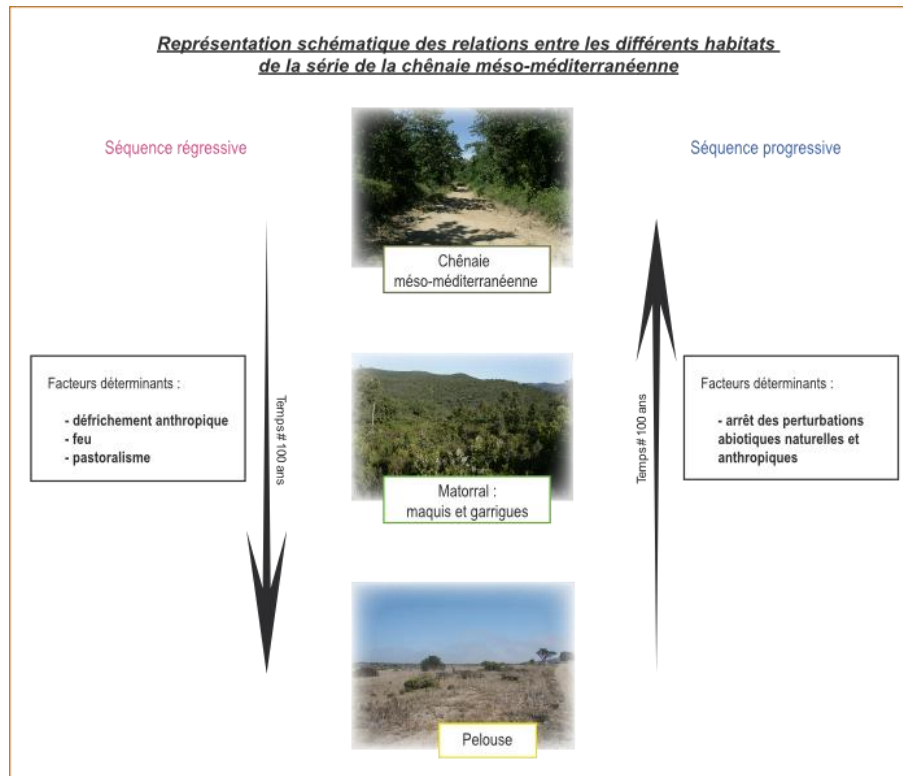 Représentation schématique des relations entre les différents habitats
de la série de la chênaie méso-méditerranéenne
Séquence régressive
Séquence progressive
Chênaie
méso-méditerranéenne
Facteurs déterminants :
- défrichement anthropique
- feu
- pastoralisme
Temps # 100 ans
Matorral :
maquis et garrigues
Temps # 100 ans
Facteurs déterminants :
- arrêt des perturbations
abiotiques naturelles et
anthropiques
Pelouse